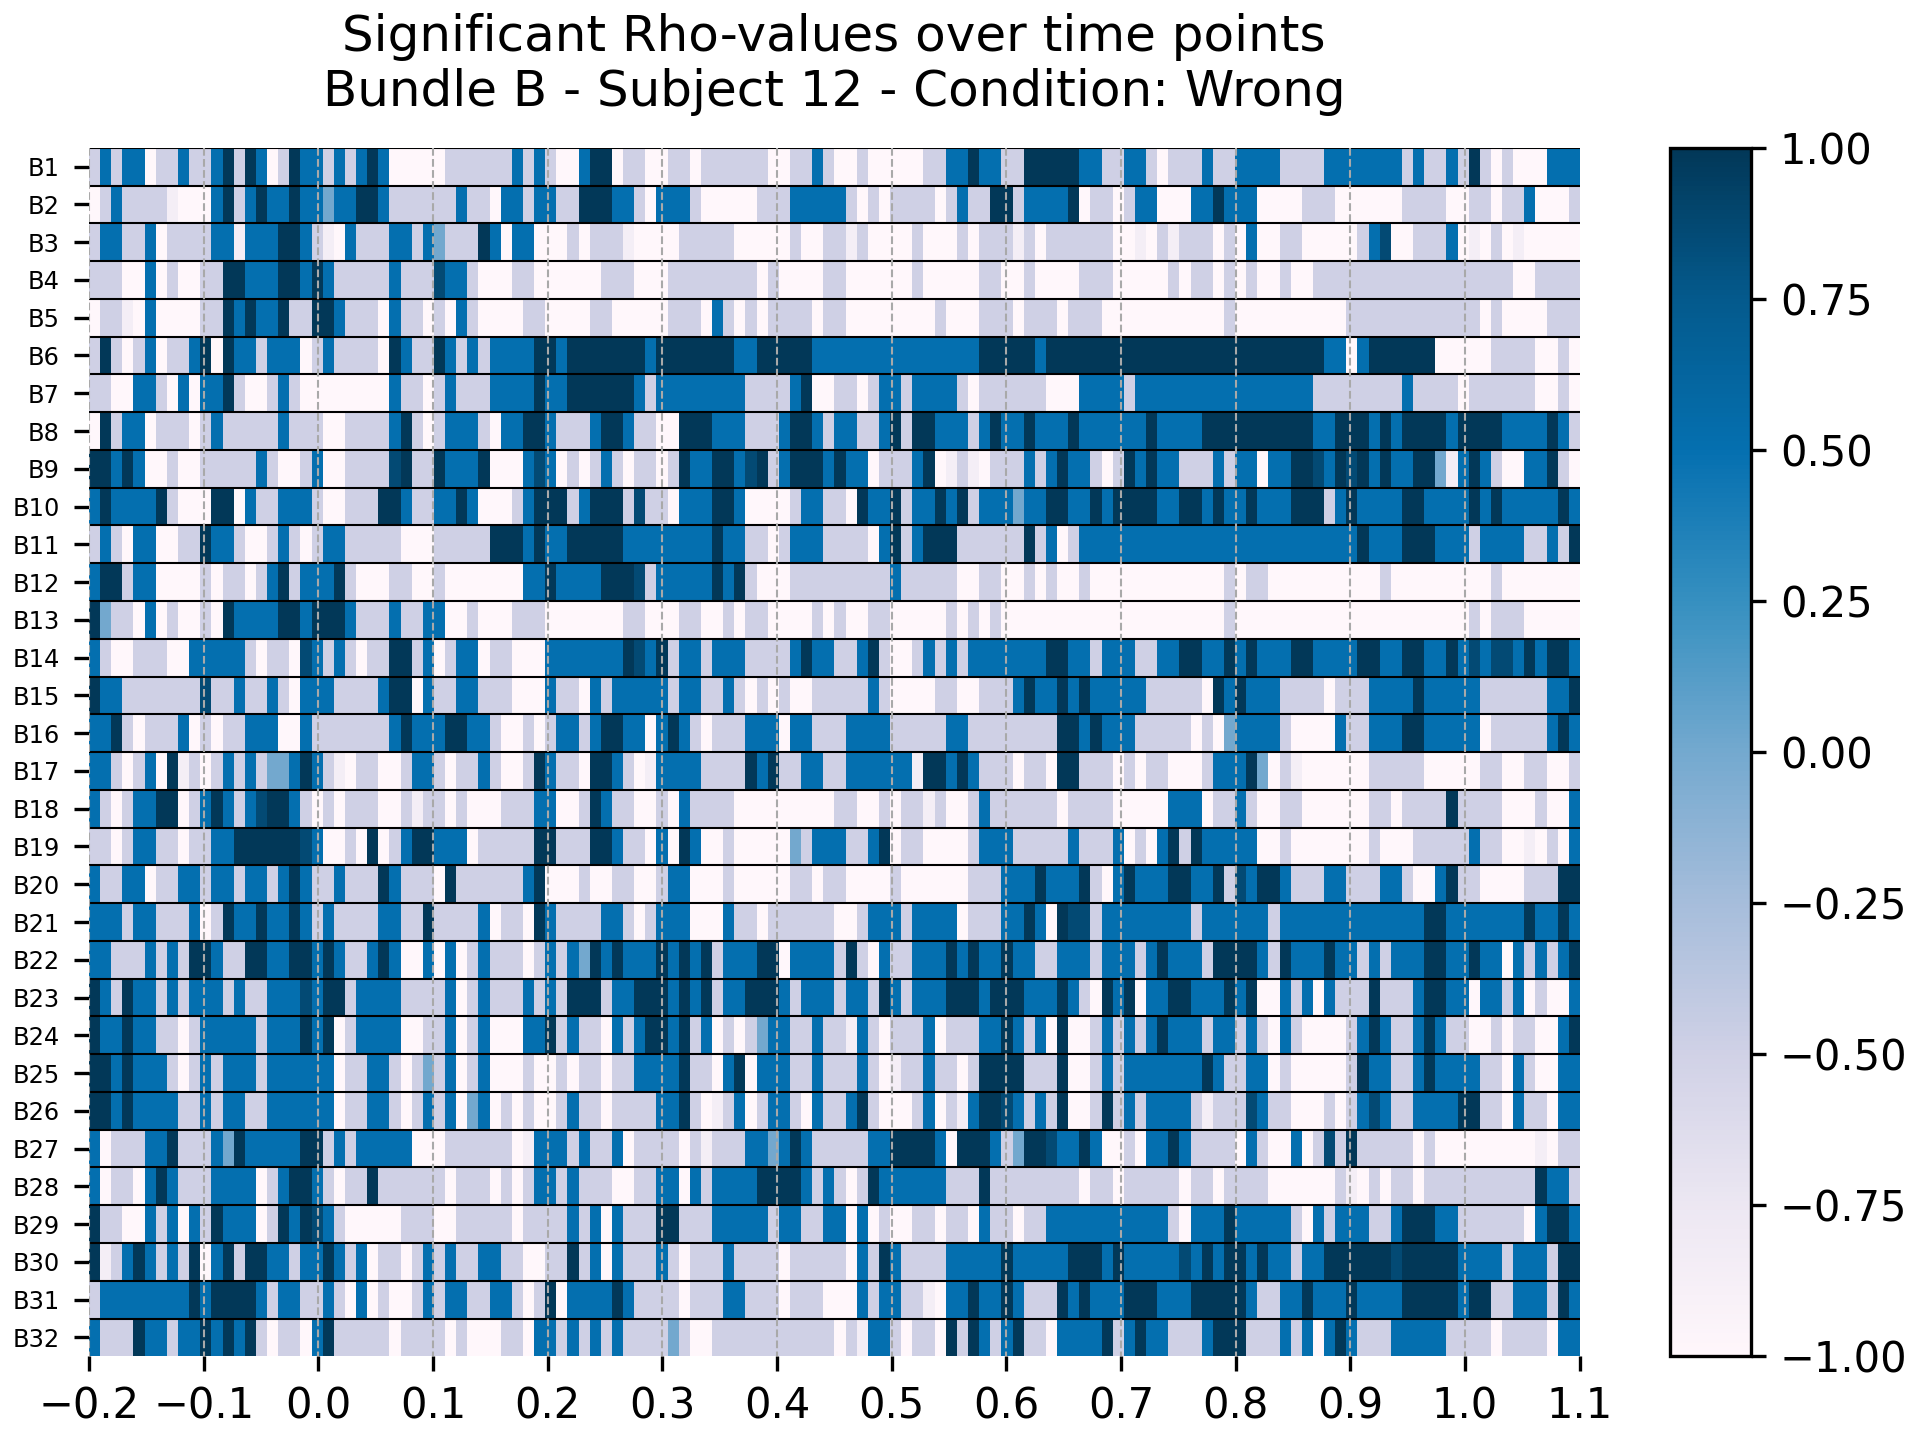 Significant Rho-values over time points
Bundle B - Subject 12 - Condition: Wrong
B1
B2
B3
B4
B5
B6
B7
B8
B9
B10
B11
B12
B13
B14
B15
B16
B17
B18
B19
B20
B21
B22
B23
B24
B25
B26
B27
B28
B29
B30
B31
B32
−0.2 −0.1 0.0 0.1 0.2 0.3 0.4 0.5 0.6 0.7 0.8 0.9 1.0 1.1
1.00
0.75
0.50
0.25
0.00
−0.25
−0.50
−0.75
−1.00